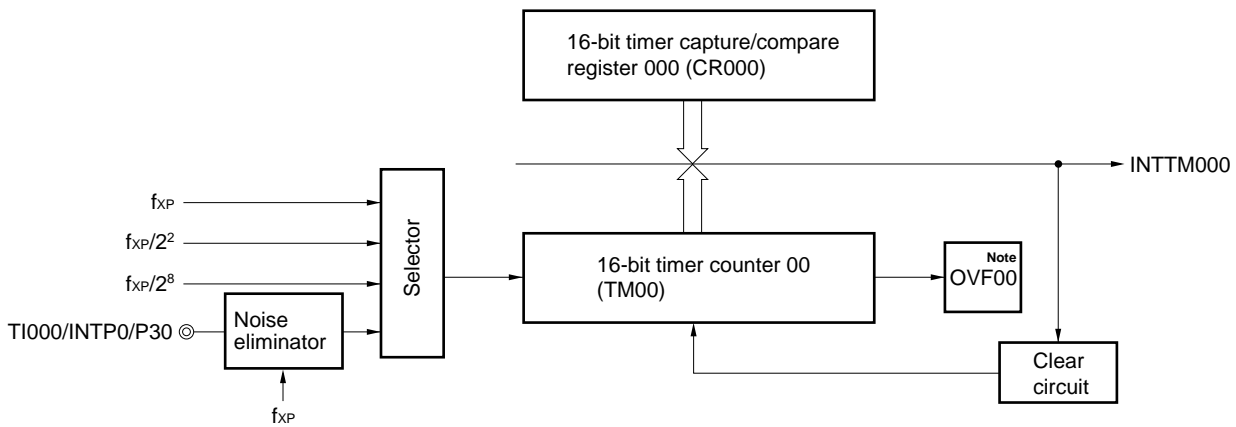 16-bit timer capture/compare
register 000 (CR000)
INTTM000
fXP
fXP/2²
fXP/2⁸
TI000/INTP0/P30
Noise
eliminator
fXP
Selector
16-bit timer counter 00
(TM00)
Note
OVF00
Clear
circuit